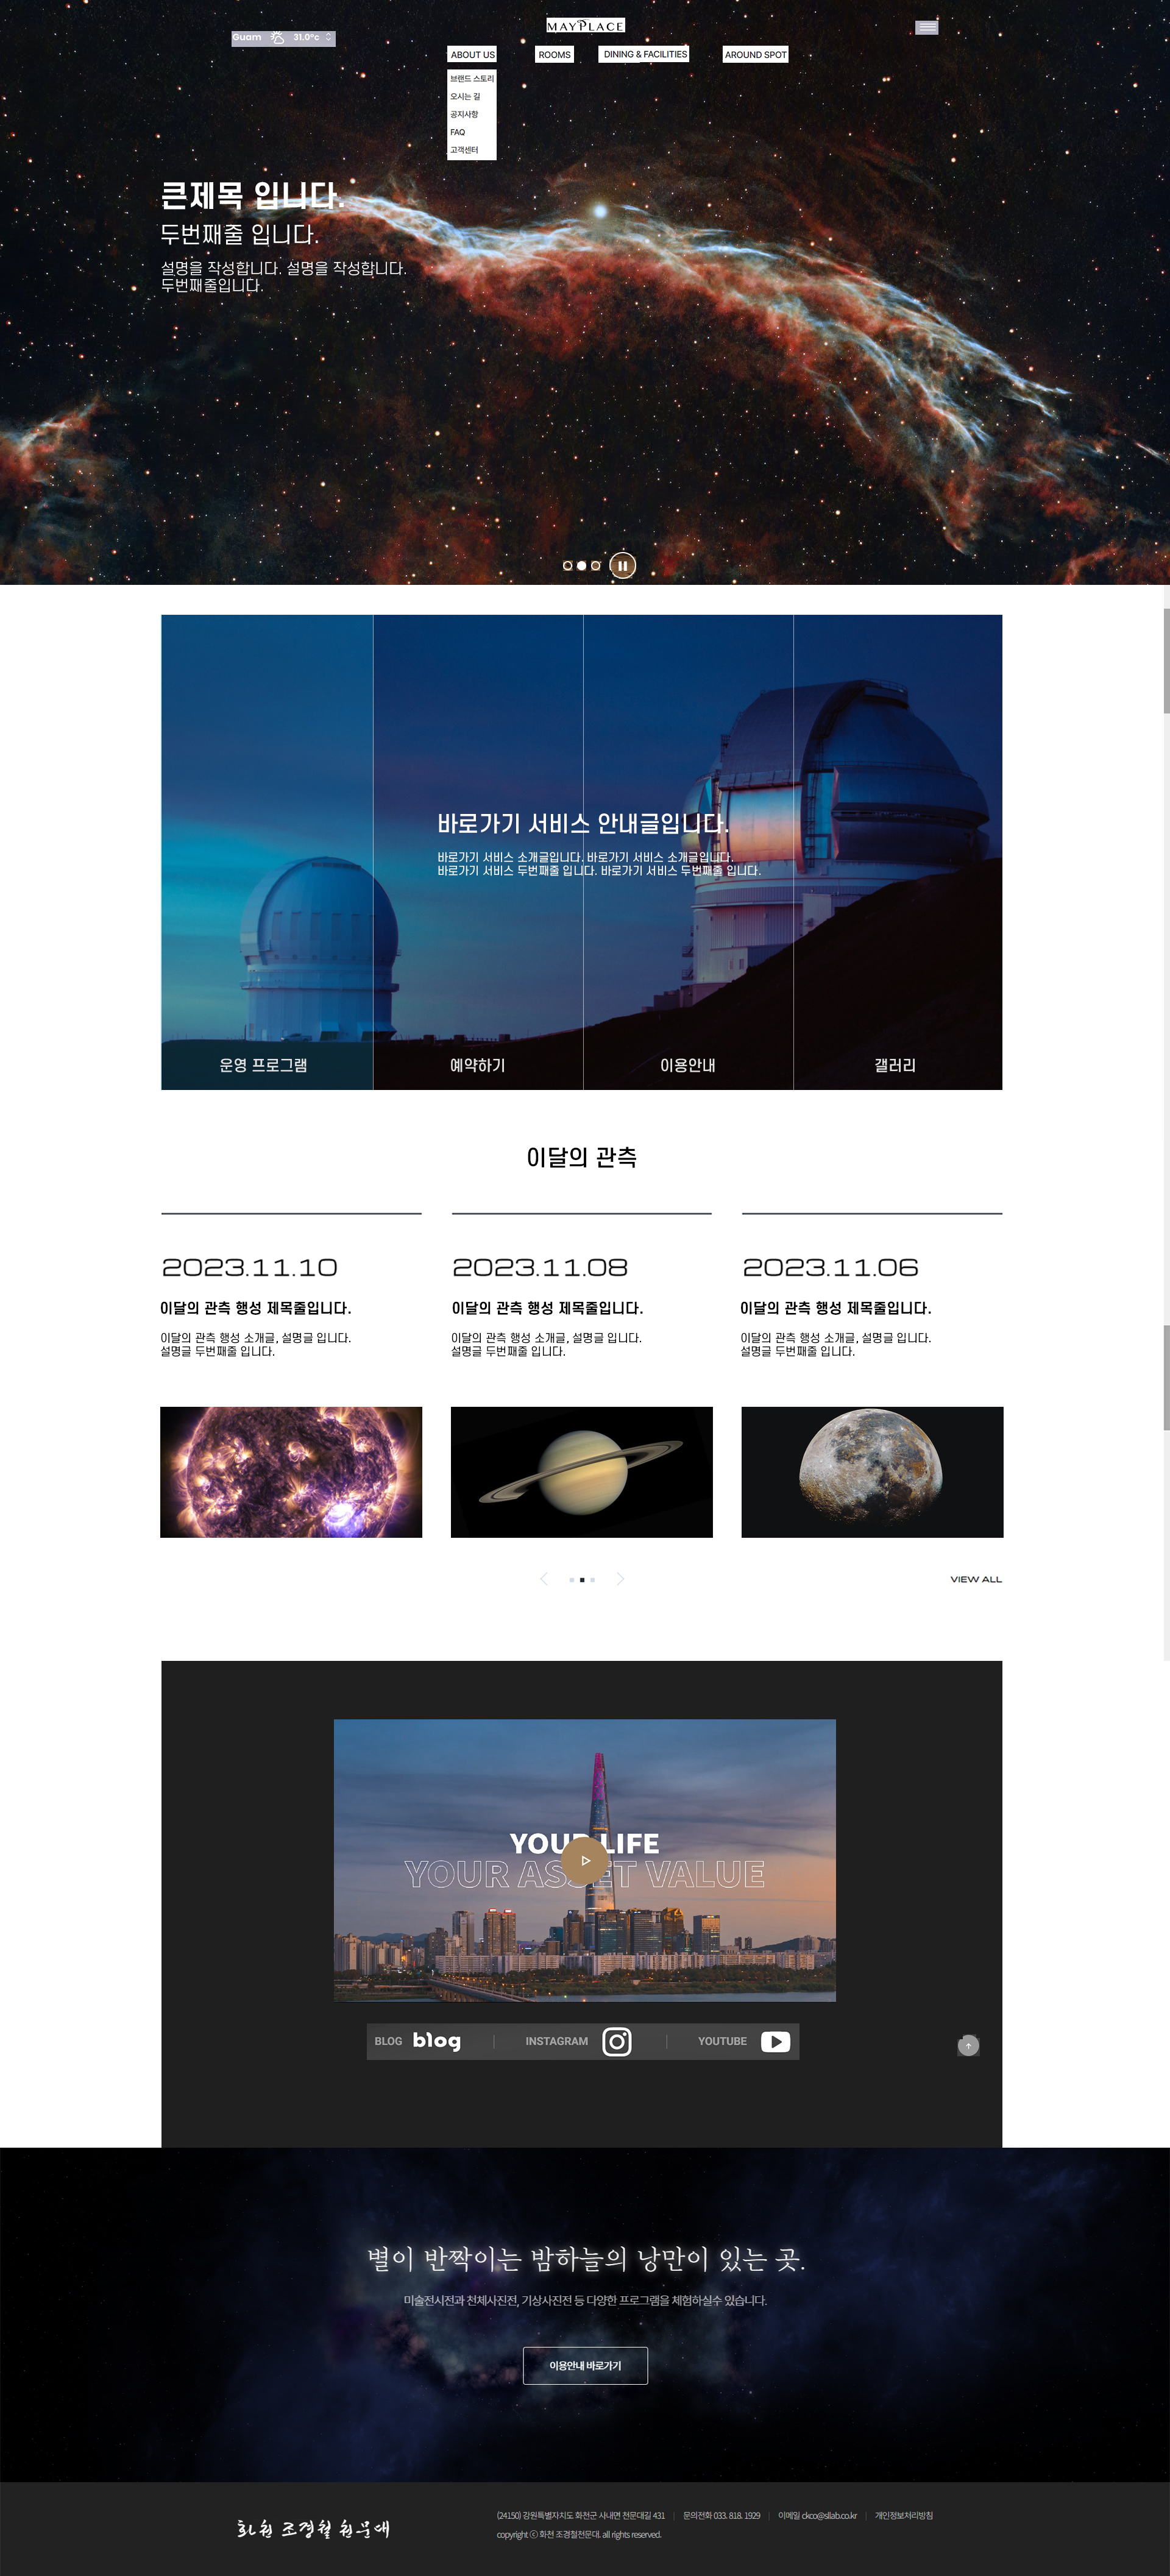 MAYPLACE
Guam 31.0°c
ABOUT US ROOMS DINING & FACILITIES AROUND SPOT
브랜드 스토리
오시는 길
공지사항
FAQ
고객센터
큰제목 입니다.
두번째줄 입니다.
설명을 작성합니다. 설명을 작성합니다.
두번째줄입니다.
바로가기 서비스 안내글입니다.
바로가기 서비스 소개글입니다. 바로가기 서비스 소개글입니다.
바로가기 서비스 두번째줄 입니다. 바로가기 서비스 두번째줄 입니다.
운영 프로그램 예약하기 이용안내 갤러리
이달의 관측
2023.11.10
이달의 관측 행성 제목줄입니다.
이달의 관측 행성 소개글, 설명글 입니다.
설명글 두번째줄 입니다.
2023.11.08
이달의 관측 행성 제목줄입니다.
이달의 관측 행성 소개글, 설명글 입니다.
설명글 두번째줄 입니다.
2023.11.06
이달의 관측 행성 제목줄입니다.
이달의 관측 행성 소개글, 설명글 입니다.
설명글 두번째줄 입니다.
VIEW ALL
YOUR LIFE
YOUR ASSET VALUE
BLOG blog INSTAGRAM YOUTUBE
별이 반짝이는 밤하늘의 낭만이 있는 곳.
미술전시전과 천체사진전, 기상사진전 등 다양한 프로그램을 체험하실수 있습니다.
이용안내 바로가기
화천 조경철 천문대
(24150) 강원특별자치도 화천군 사내면 천문대길 431 | 문의전화 033. 818. 1929 | 이메일 ckco@sllab.co.kr | 개인정보처리방침
copyright ⓒ 화천 조경철천문대. all rights reserved.